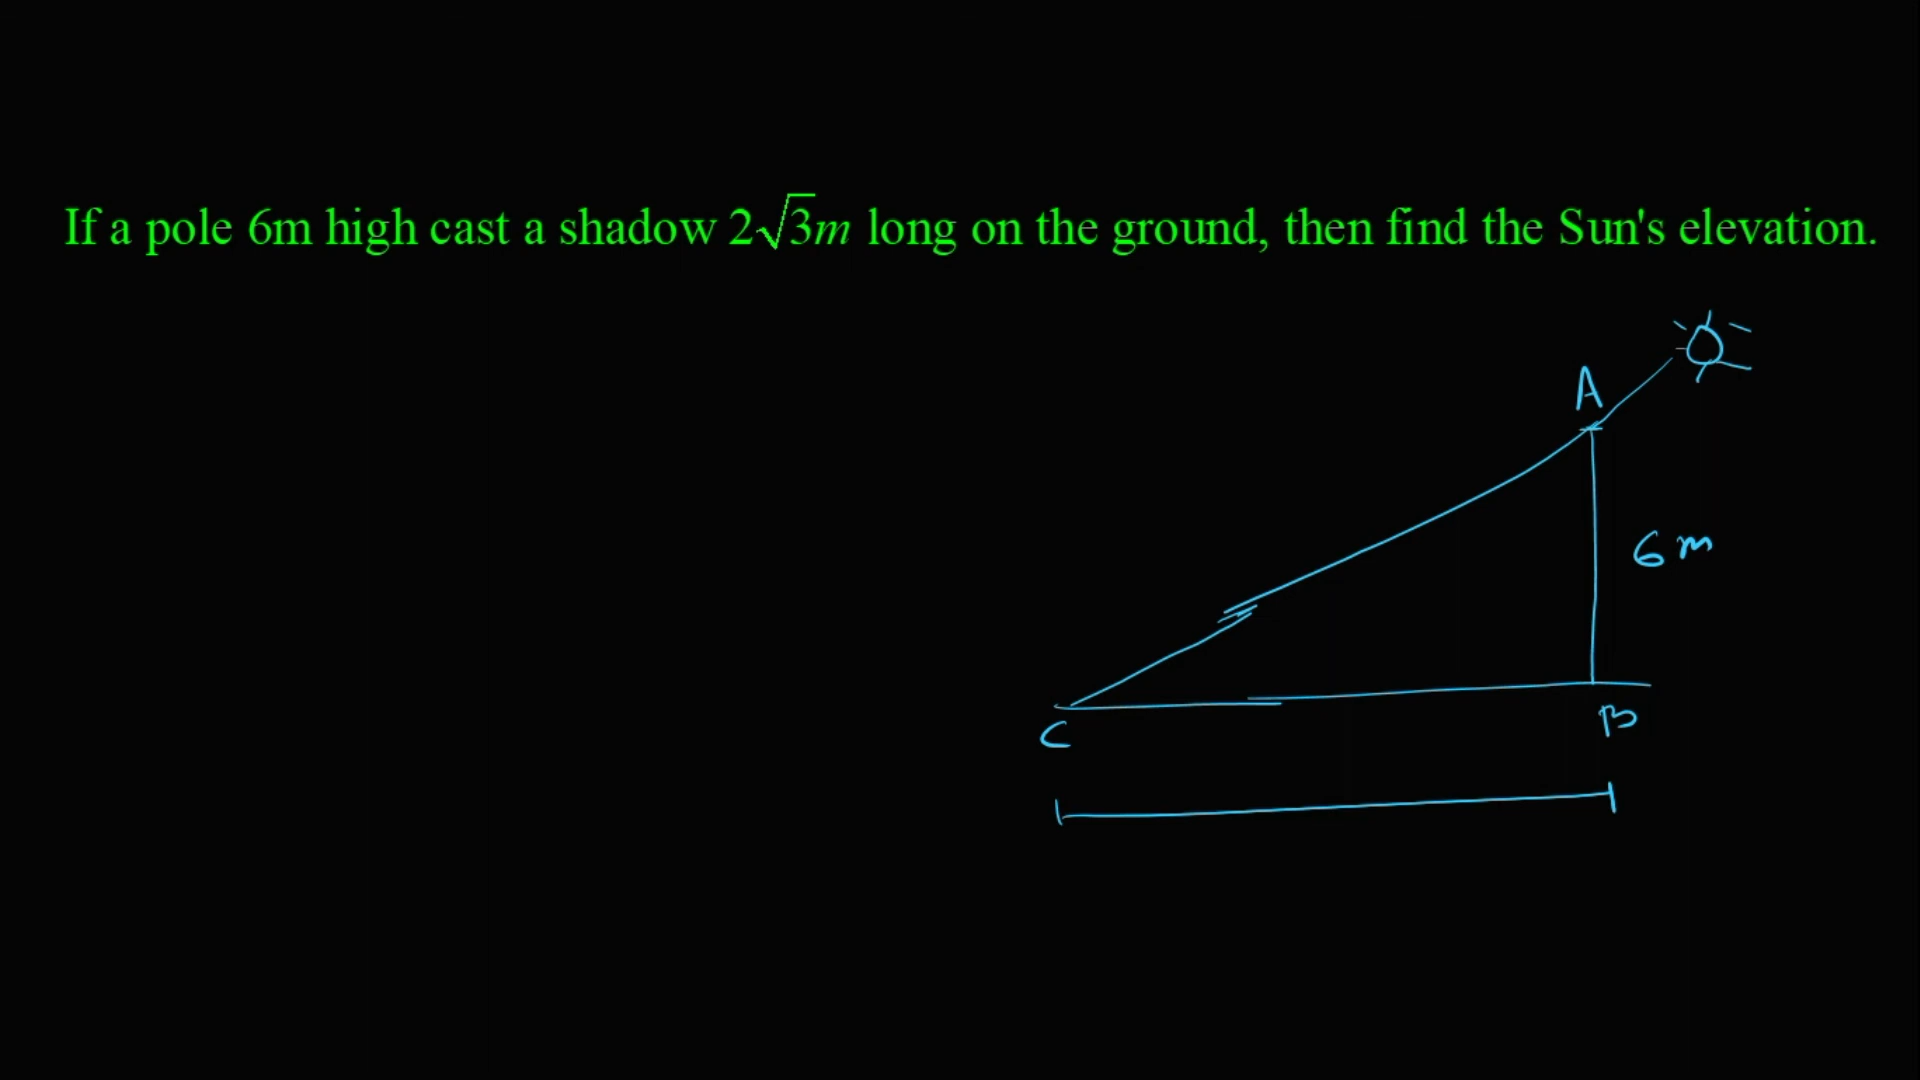 If a pole 6m high cast a shadow 2√3m long on the ground, then find the Sun's elevation.
A
6 m
B
C